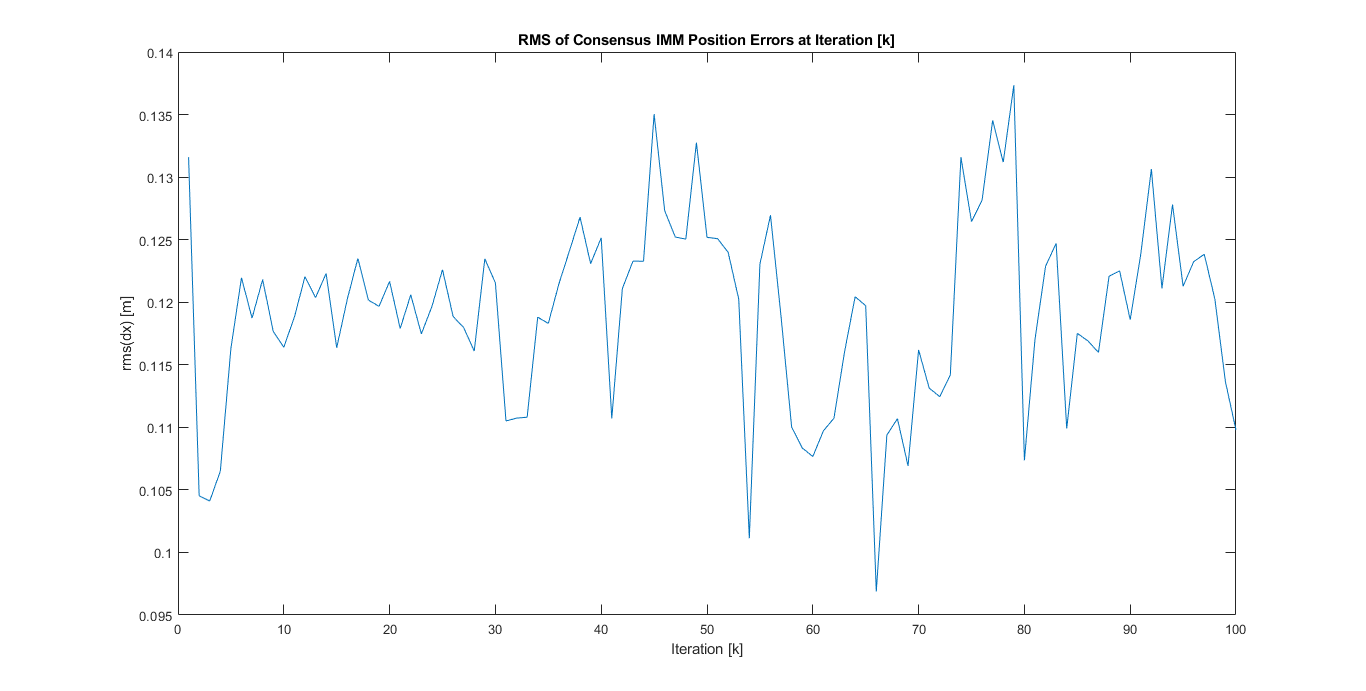 RMS of Consensus IMM Position Errors at Iteration [k]
0.14
0.135
0.13
0.125
0.12
0.115
0.11
0.105
0.1
0.095
rms(dx) [m]
0 10 20 30 40 50 60 70 80 90 100
Iteration [k]